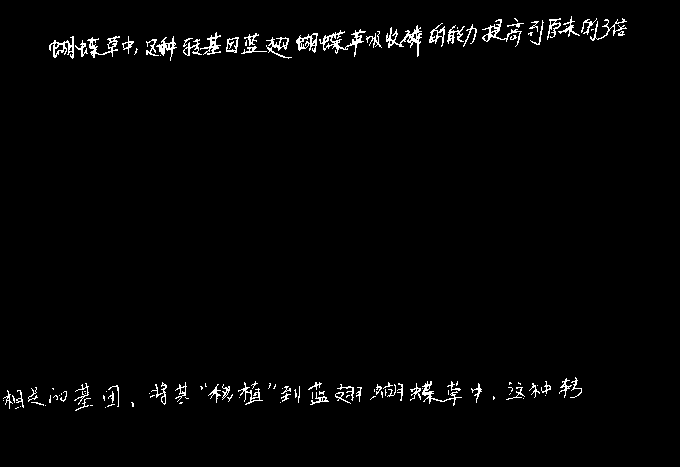 蝴蝶草中,这种转基因蓝翅蝴蝶草吸收磷的能力提高到原来的3倍
相关的基因、将其“移植”到蓝翅蝴蝶草中,这种转